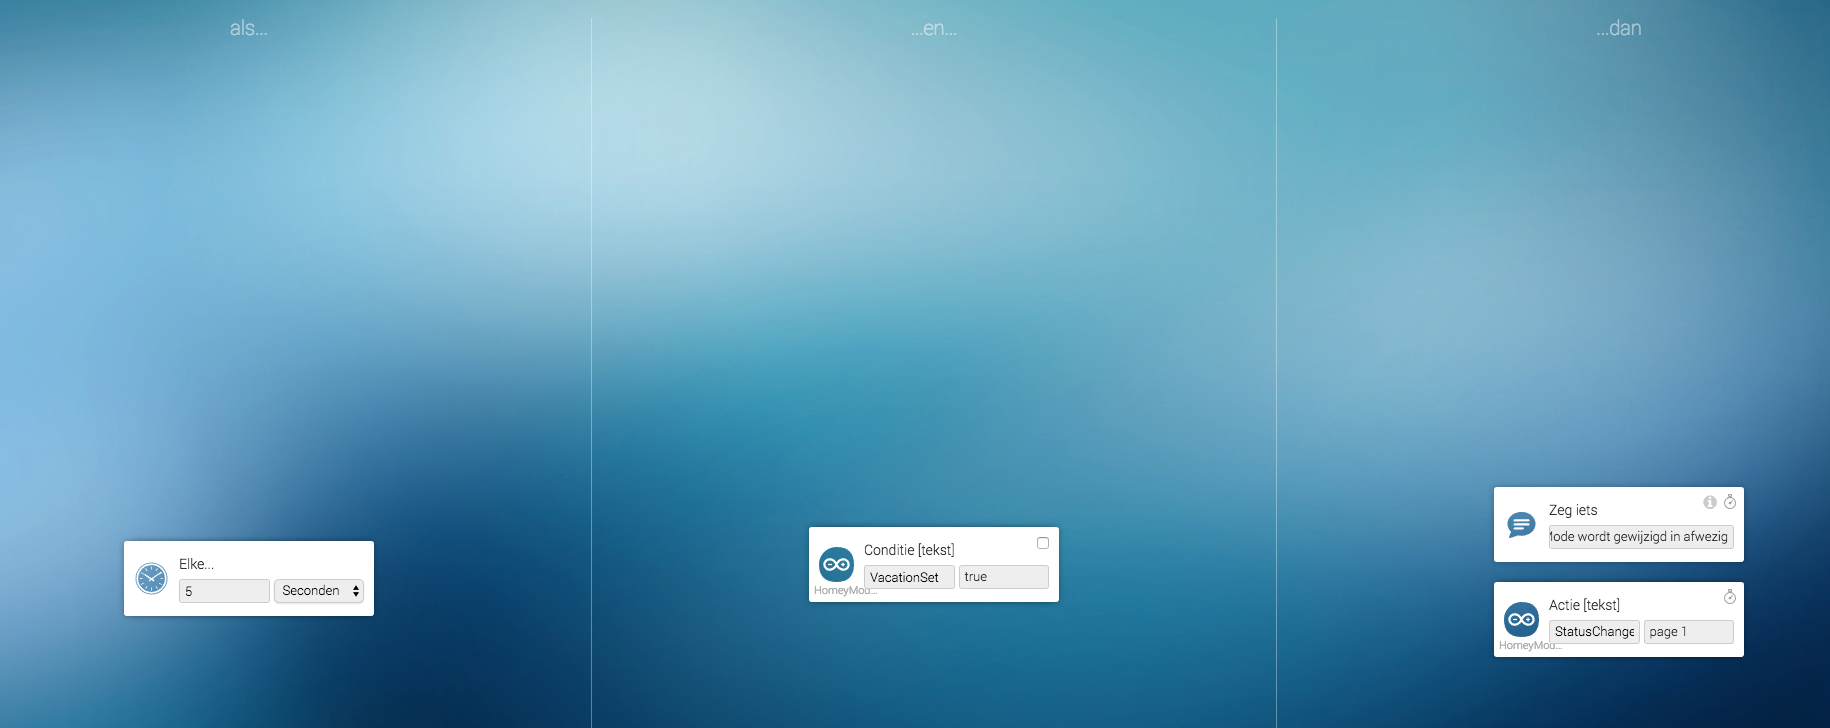 als...
...en...
...dan
Elke...
5 Seconden
Conditie [tekst]
VacationSet true
HomeyMou...
Zeg iets
Mode wordt gewijzigd in afwezig
Actie [tekst]
StatusChange page 1
HomeyMou...